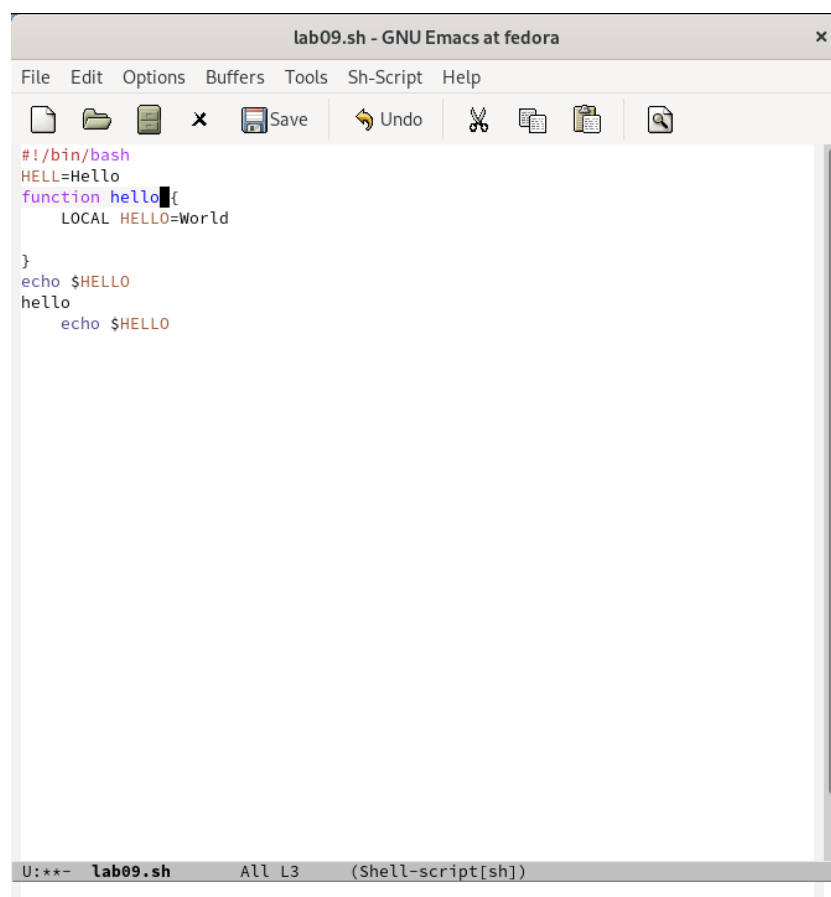 lab09.sh - GNU Emacs at fedora ×
File Edit Options Buffers Tools Sh-Script Help
Save Undo
#!/bin/bash
HELL=Hello
function hello {
    LOCAL HELLO=World
}
echo $HELLO
hello
    echo $HELLO
U:**- lab09.sh All L3 (Shell-script[sh])